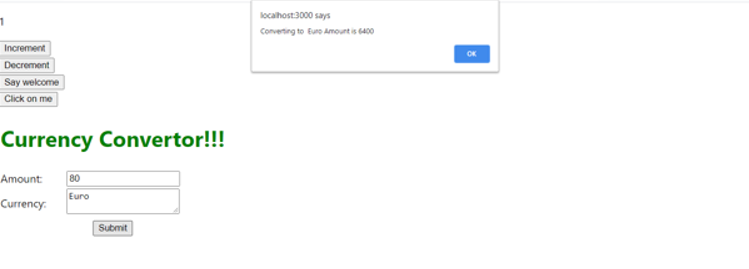 localhost:3000 says
Converting to Euro Amount is 6400
OK
1
Increment
Decrement
Say welcome
Click on me
Currency Convertor!!!
Amount: 80
Currency: Euro
Submit